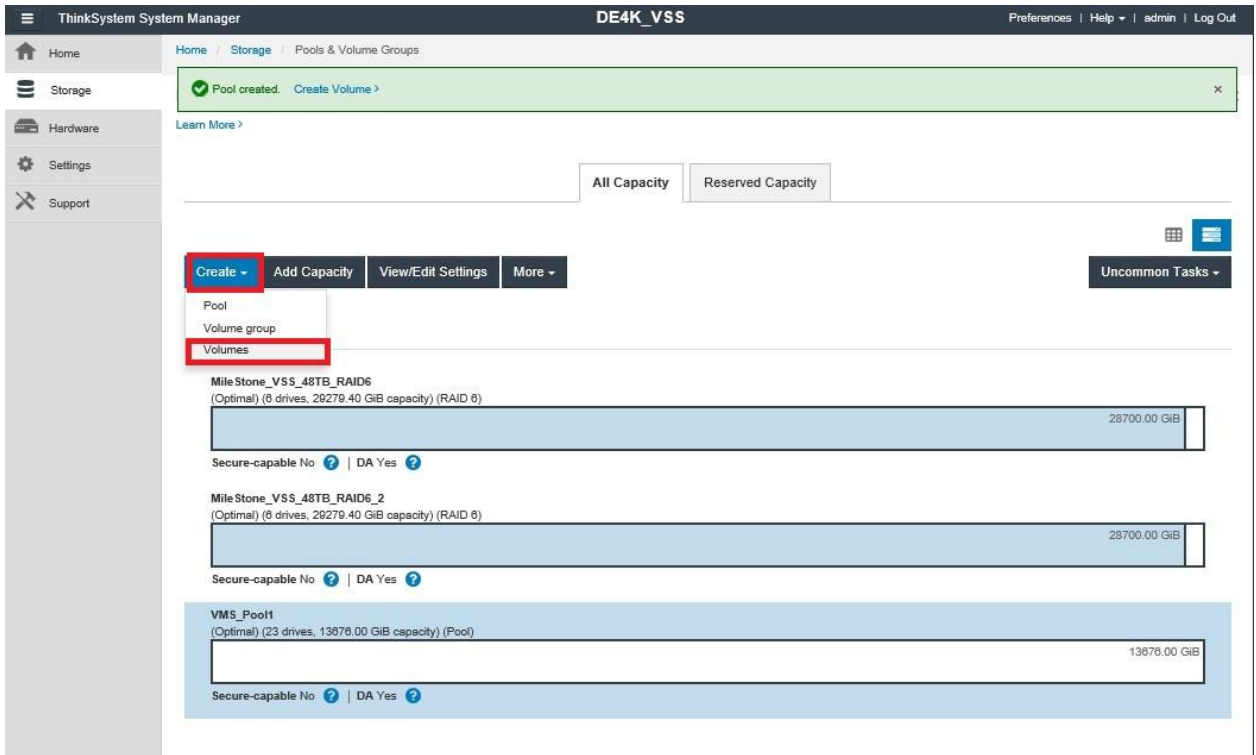 ThinkSystem System Manager
DE4K_VSS
Preferences | Help | admin | Log Out
Home
Storage
Hardware
Settings
Support
Home / Storage / Pools & Volume Groups
Pool created. Create Volume >
×
Learn More >
All Capacity
Reserved Capacity
Create
Add Capacity
View/Edit Settings
More
Uncommon Tasks
Pool
Volume group
Volumes
MileStone_VSS_48TB_RAID6
(Optimal) (6 drives, 29279.40 GiB capacity) (RAID 6)
28700.00 GiB
Secure-capable No ? | DA Yes ?
MileStone_VSS_48TB_RAID6_2
(Optimal) (6 drives, 29279.40 GiB capacity) (RAID 6)
28700.00 GiB
Secure-capable No ? | DA Yes ?
VMS_Pool1
(Optimal) (23 drives, 13676.00 GiB capacity) (Pool)
13676.00 GiB
Secure-capable No ? | DA Yes ?